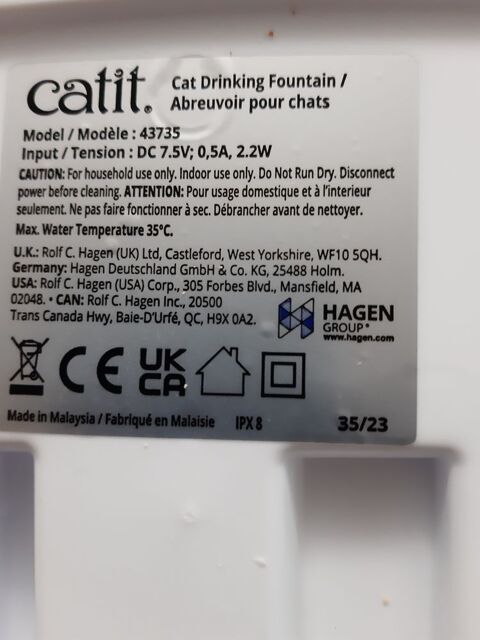 catit®
Cat Drinking Fountain /
Abreuvoir pour chats
Model / Modèle : 43735
Input / Tension : DC 7.5V; 0,5A, 2.2W
CAUTION: For household use only. Indoor use only. Do Not Run Dry. Disconnect
power before cleaning. ATTENTION: Pour usage domestique et à l'interieur
seulement. Ne pas faire fonctionner à sec. Débrancher avant de nettoyer.
Max. Water Temperature 35°C.
U.K.: Rolf C. Hagen (UK) Ltd, Castleford, West Yorkshire, WF10 5QH.
Germany: Hagen Deutschland GmbH & Co. KG, 25488 Holm.
USA: Rolf C. Hagen (USA) Corp., 305 Forbes Blvd., Mansfield, MA
02048. • CAN: Rolf C. Hagen Inc., 20500
Trans Canada Hwy, Baie-D'Urfé, QC, H9X 0A2.
HAGEN
GROUP®
www.hagen.com
CE UK
CA
Made in Malaysia / Fabriqué en Malaisie IPX 8 35/23